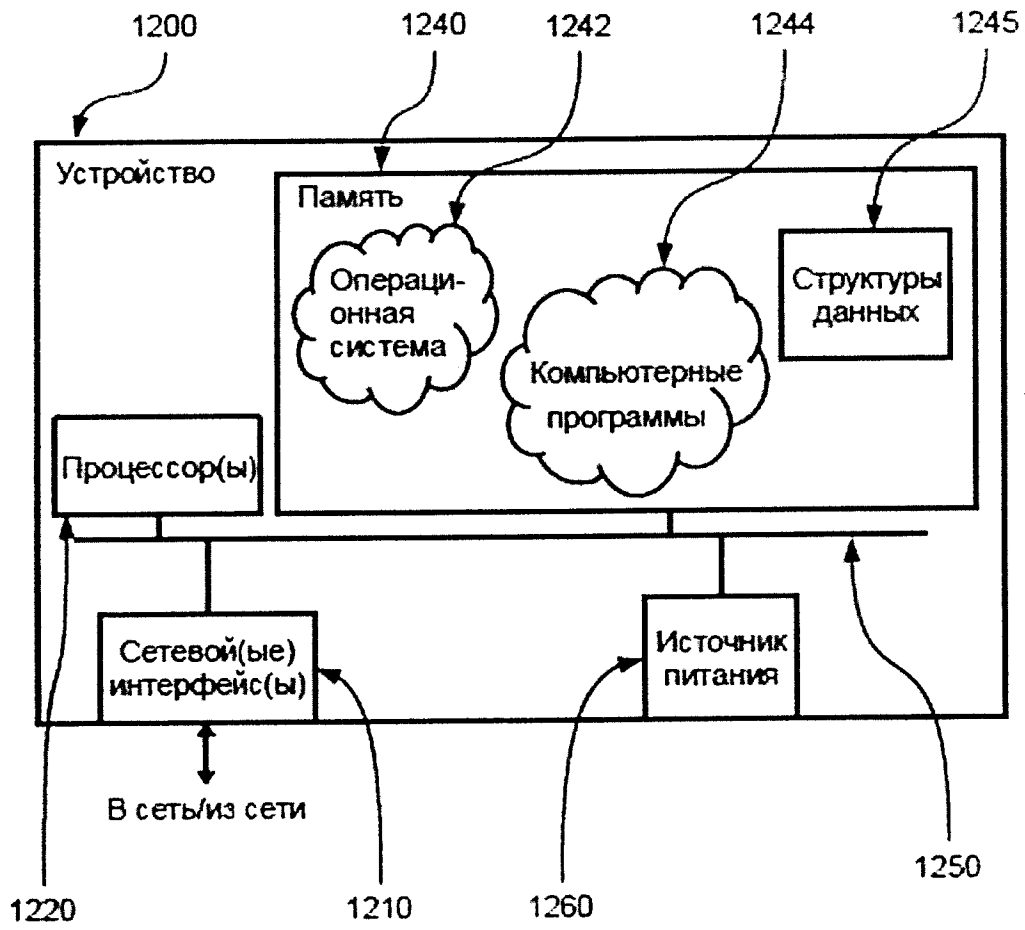 1200
1240
1242
1244
1245
Устройство
Память
Операци-
онная
система
Структуры
данных
Компьютерные
программы
Процессор(ы)
Сетевой(ые)
интерфейс(ы)
Источник
питания
В сеть/из сети
1250
1220
1210
1260